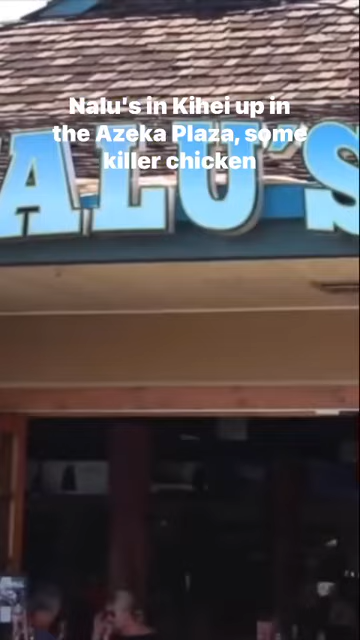 Nalu's in Kihei up in
the Azeka Plaza, some
killer chicken
ALU'S